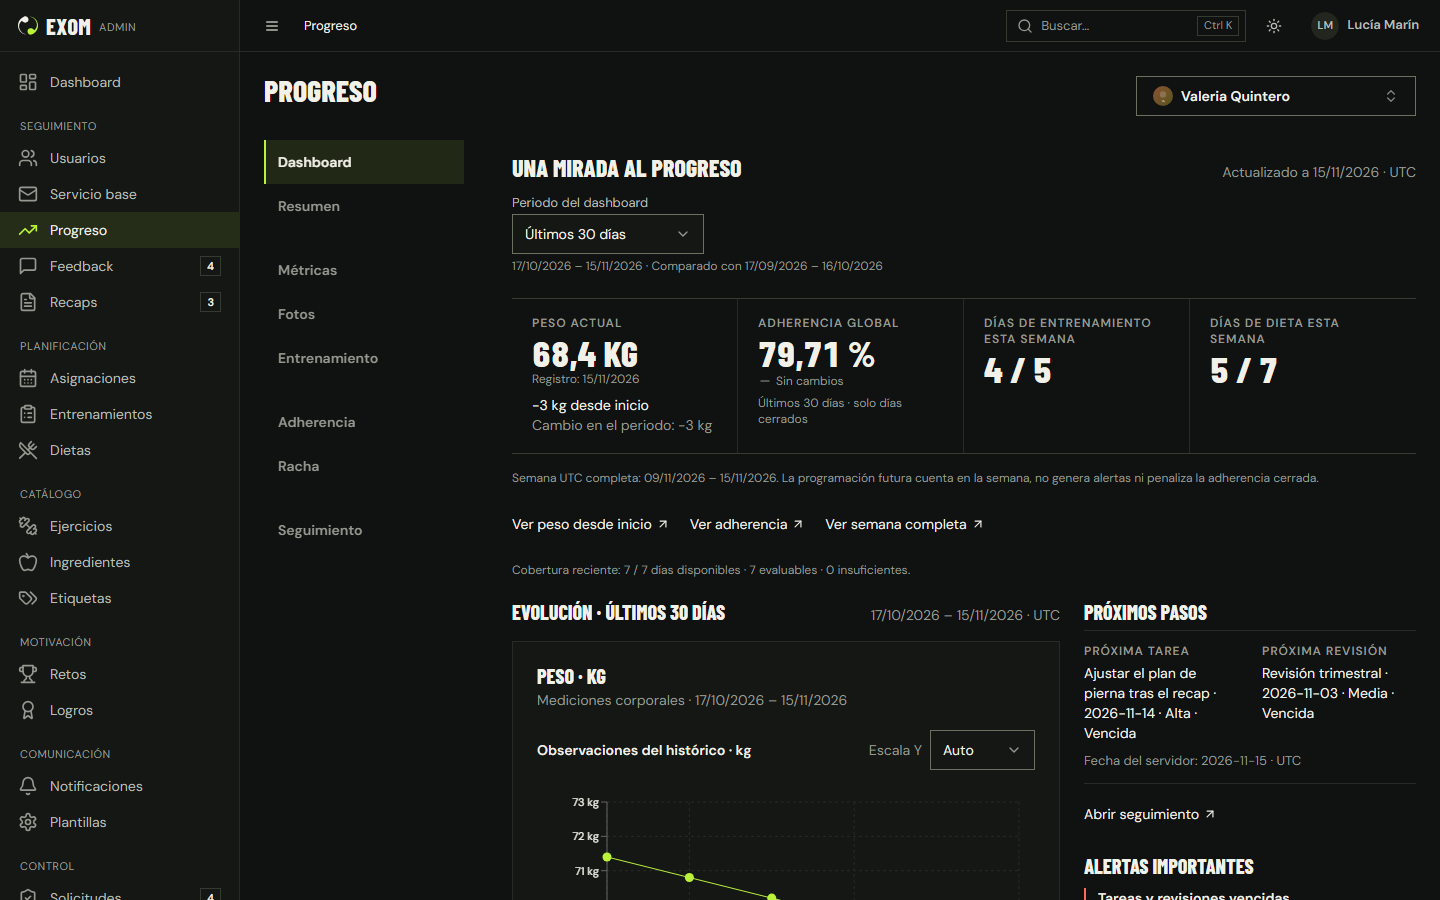 EXOM ADMIN
Progreso
Buscar...
Ctrl K
LM
Lucía Marín
Dashboard
SEGUIMIENTO
Usuarios
Servicio base
Progreso
Feedback
4
Recaps
3
PLANIFICACIÓN
Asignaciones
Entrenamientos
Dietas
CATÁLOGO
Ejercicios
Ingredientes
Etiquetas
MOTIVACIÓN
Retos
Logros
COMUNICACIÓN
Notificaciones
Plantillas
CONTROL
Solicitudes
4
PROGRESO
Valeria Quintero
Dashboard
Resumen
Métricas
Fotos
Entrenamiento
Adherencia
Racha
Seguimiento
UNA MIRADA AL PROGRESO
Actualizado a 15/11/2026 · UTC
Periodo del dashboard
Últimos 30 días
17/10/2026 – 15/11/2026 · Comparado con 17/09/2026 – 16/10/2026
PESO ACTUAL
68,4 KG
Registro: 15/11/2026
-3 kg desde inicio
Cambio en el periodo: -3 kg
ADHERENCIA GLOBAL
79,71 %
— Sin cambios
Últimos 30 días · solo días
cerrados
DÍAS DE ENTRENAMIENTO
ESTA SEMANA
4 / 5
DÍAS DE DIETA ESTA
SEMANA
5 / 7
Semana UTC completa: 09/11/2026 – 15/11/2026. La programación futura cuenta en la semana, no genera alertas ni penaliza la adherencia cerrada.
Ver peso desde inicio
Ver adherencia
Ver semana completa
Cobertura reciente: 7 / 7 días disponibles · 7 evaluables · 0 insuficientes.
EVOLUCIÓN · ÚLTIMOS 30 DÍAS
17/10/2026 – 15/11/2026 · UTC
PESO · KG
Mediciones corporales · 17/10/2026 – 15/11/2026
Observaciones del histórico · kg
Escala Y
Auto
73 kg
72 kg
71 kg
PRÓXIMOS PASOS
PRÓXIMA TAREA
Ajustar el plan de
pierna tras el recap ·
2026-11-14 · Alta ·
Vencida
PRÓXIMA REVISIÓN
Revisión trimestral ·
2026-11-03 · Media ·
Vencida
Fecha del servidor: 2026-11-15 · UTC
Abrir seguimiento
ALERTAS IMPORTANTES
Tareas y revisiones vencidas